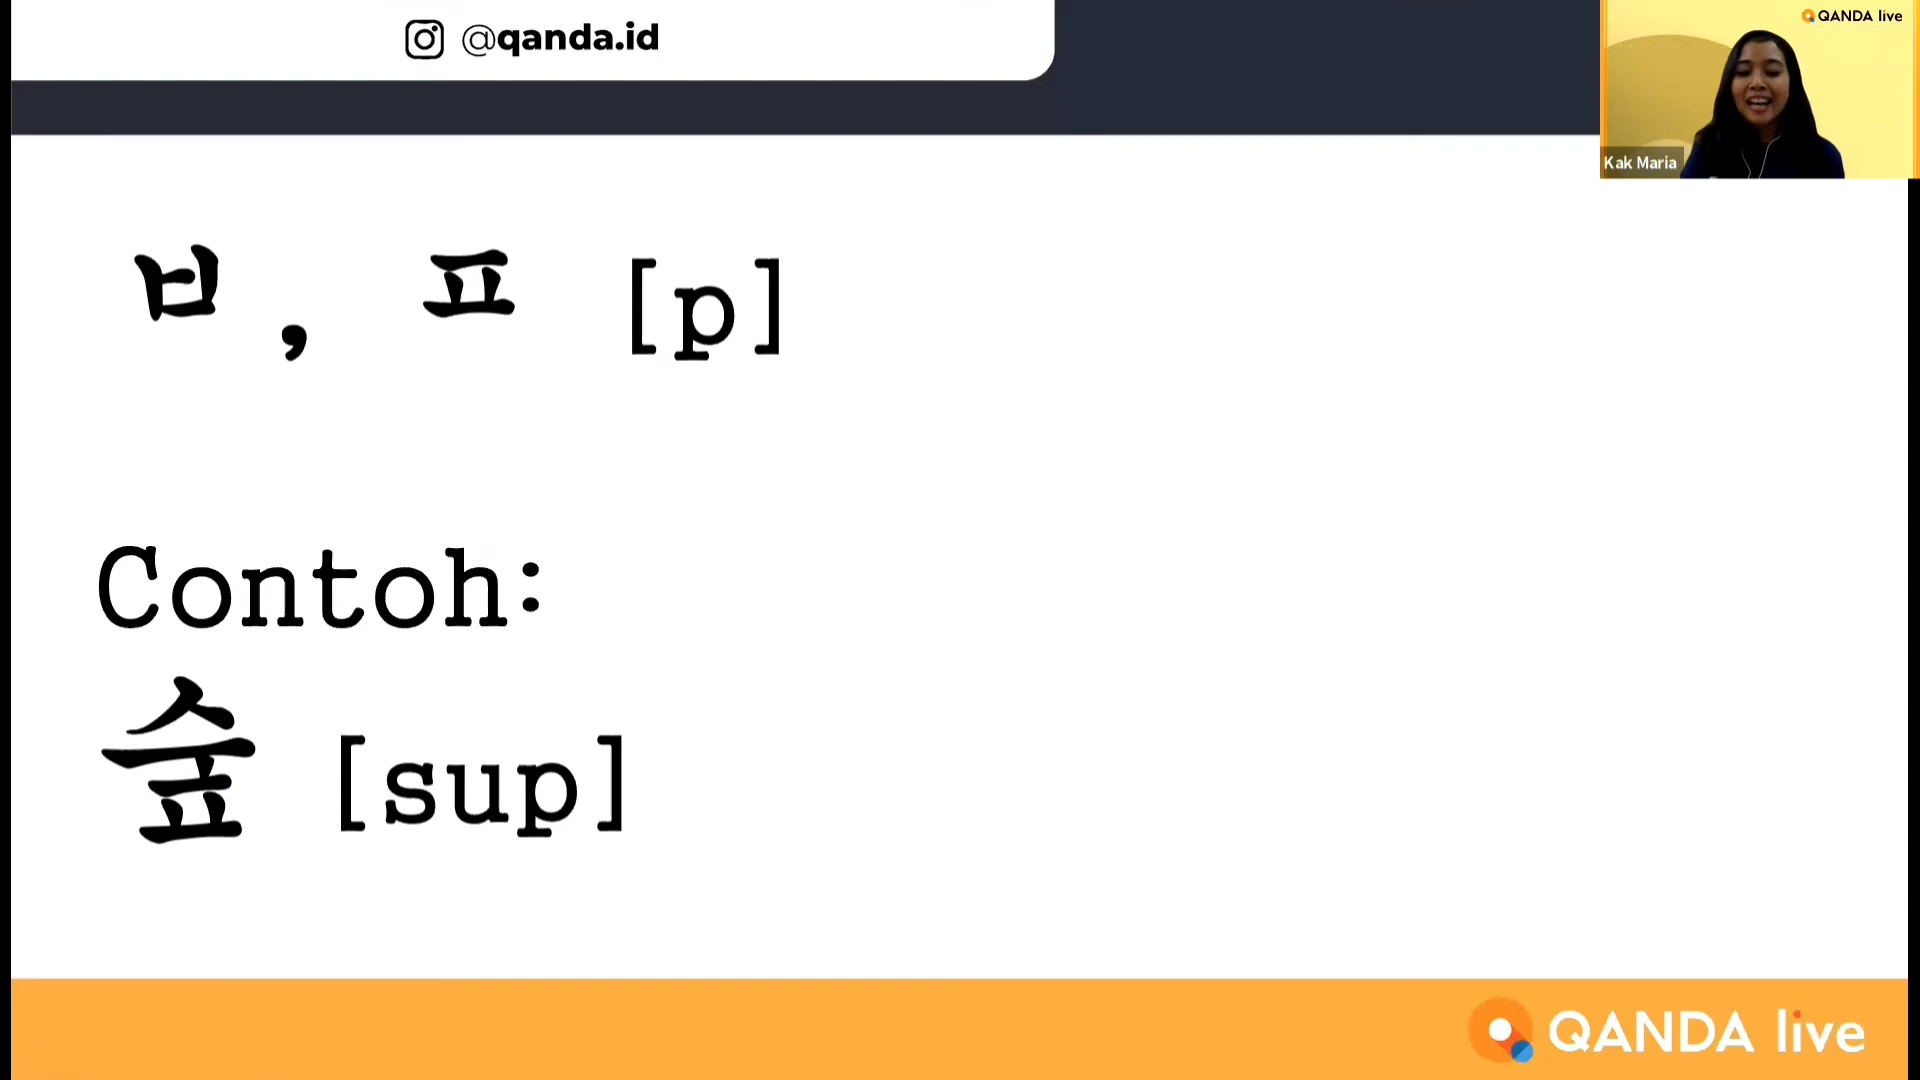 @qanda.id
QANDA live
Kak Maria
ㅂ, ㅍ [p]
Contoh:
숲 [sup]
QANDA live